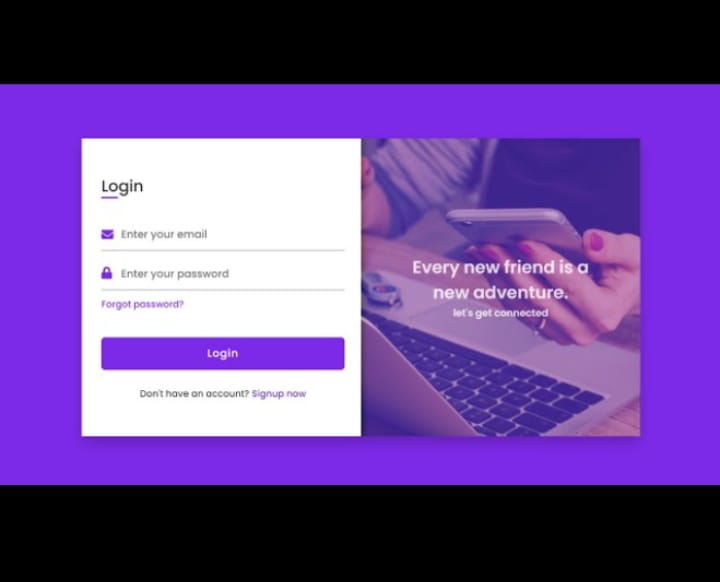 Login
Enter your email
Enter your password
Forgot password?
Login
Don't have an account? Signup now
Every new friend is a
new adventure.
let's get connected